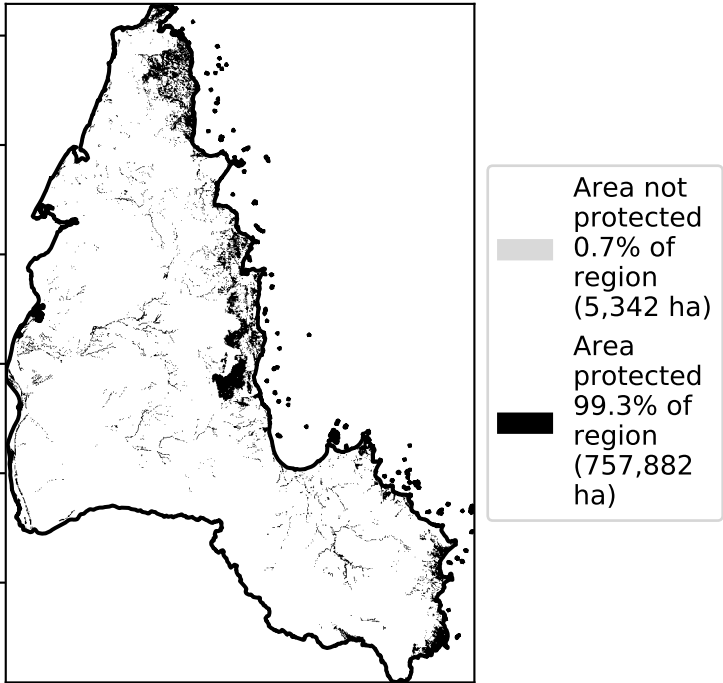 Area not
protected
0.7% of
region
(5,342 ha)
Area
protected
99.3% of
region
(757,882
ha)